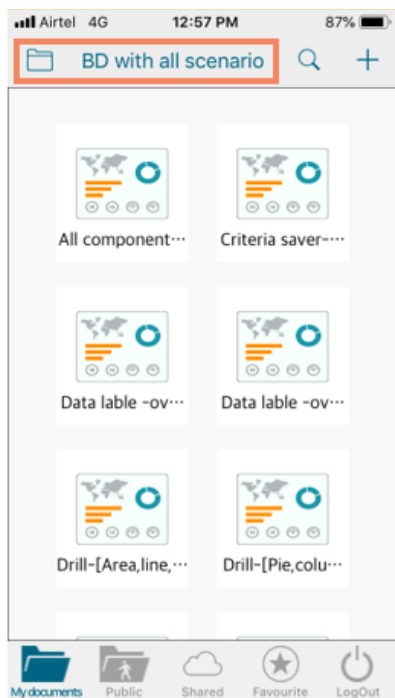 Airtel 4G 12:57 PM 87%
BD with all scenario
All component··· Criteria saver-···
Data lable -ov··· Data lable -ov···
Drill-[Area,line,··· Drill-[Pie,colu···
My documents Public Shared Favourite LogOut